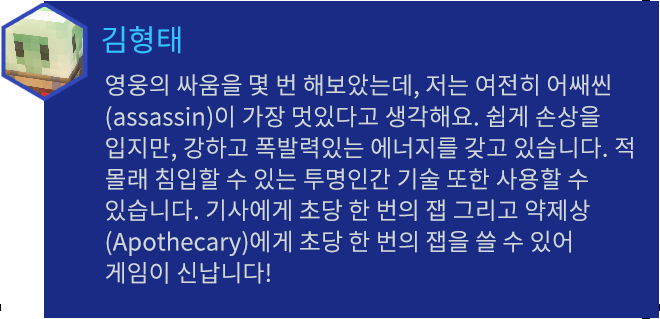 김형태
영웅의 싸움을 몇 번 해보았는데, 저는 여전히 어쌔씬
(assassin)이 가장 멋있다고 생각해요. 쉽게 손상을
입지만, 강하고 폭발력있는 에너지를 갖고 있습니다. 적
몰래 침입할 수 있는 투명인간 기술 또한 사용할 수
있습니다. 기사에게 초당 한 번의 잽 그리고 약제상
(Apothecary)에게 초당 한 번의 잽을 쓸 수 있어
게임이 신납니다!